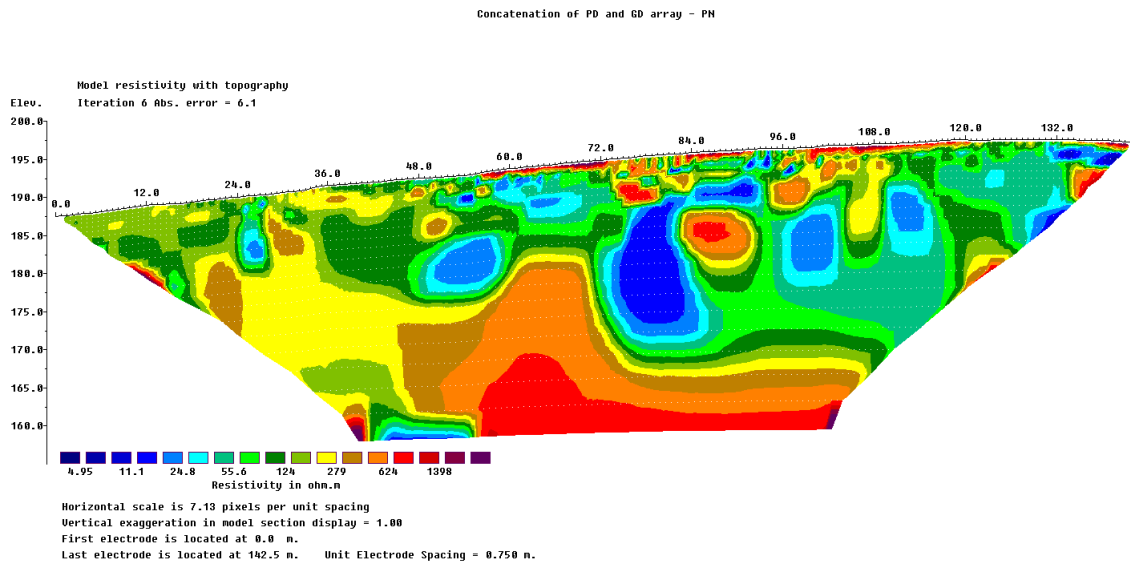 Concatenation of PD and GD array - PN
Model resistivity with topography
Elev. Iteration 6 Abs. error = 6.1
200.0
195.0
190.0
185.0
180.0
175.0
170.0
165.0
160.0
0.0 12.0 24.0 36.0 48.0 60.0 72.0 84.0 96.0 108.0 120.0 132.0
4.95 11.1 24.8 55.6 124 279 624 1398
Resistivity in ohm.m
Horizontal scale is 7.13 pixels per unit spacing
Vertical exaggeration in model section display = 1.00
First electrode is located at 0.0 m.
Last electrode is located at 142.5 m. Unit Electrode Spacing = 0.750 m.